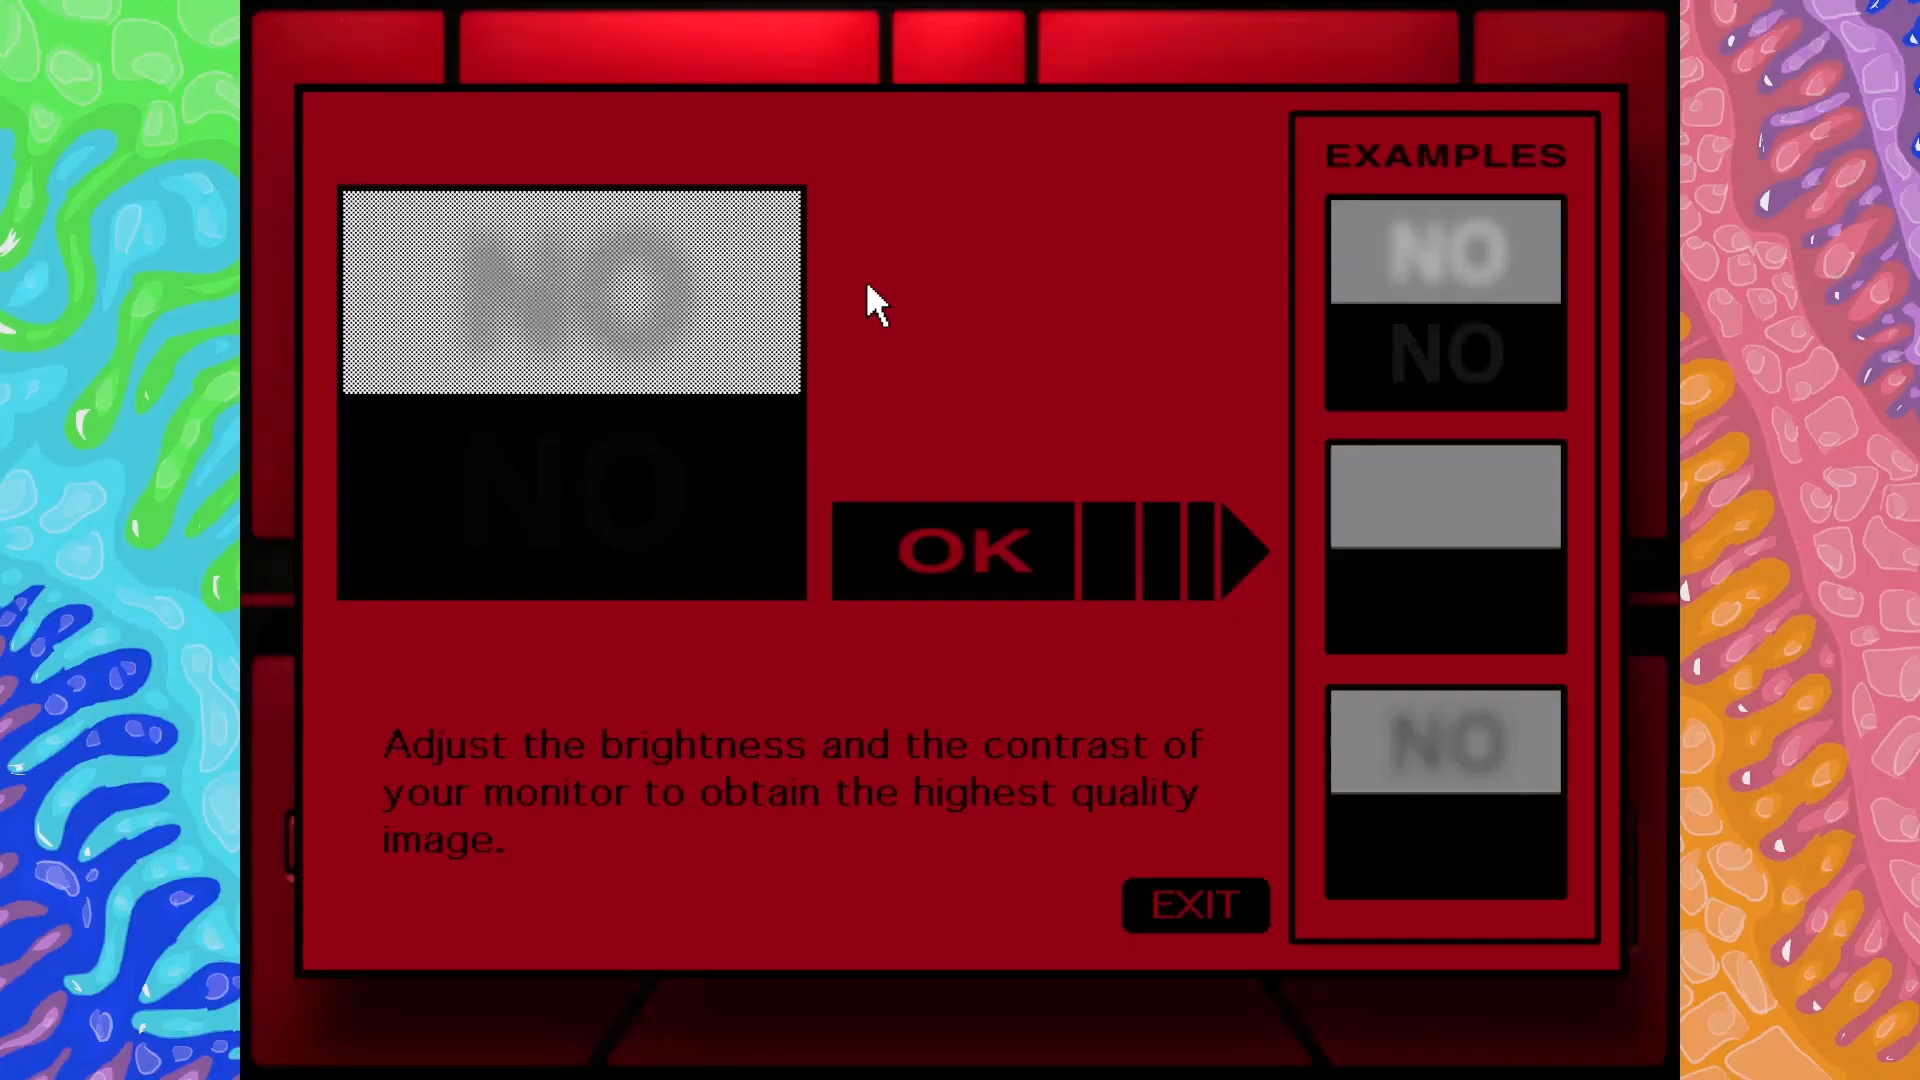 EXAMPLES
NO
NO
NO
NO
OK
NO
Adjust the brightness and the contrast of
your monitor to obtain the highest quality
image.
EXIT